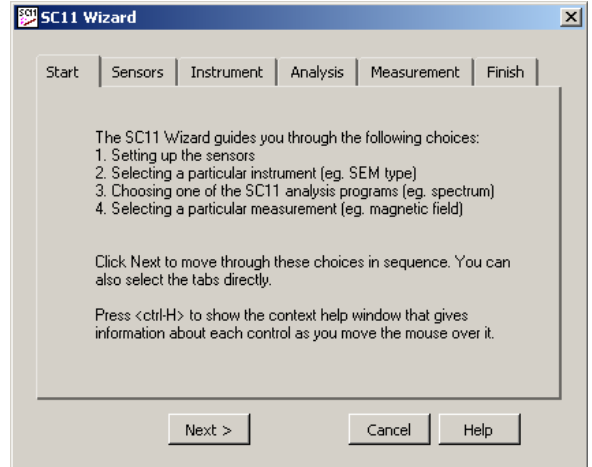 SC11 Wizard
Start Sensors Instrument Analysis Measurement Finish
The SC11 Wizard guides you through the following choices:
1. Setting up the sensors
2. Selecting a particular instrument (eg. SEM type)
3. Choosing one of the SC11 analysis programs (eg. spectrum)
4. Selecting a particular measurement (eg. magnetic field)
Click Next to move through these choices in sequence. You can
also select the tabs directly.
Press <ctrl-H> to show the context help window that gives
information about each control as you move the mouse over it.
Next > Cancel Help